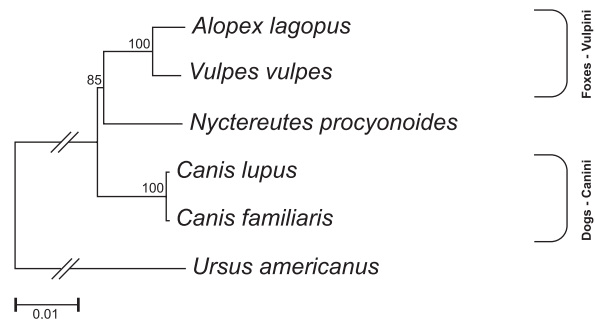 Alopex lagopus
100
Vulpes vulpes
Foxes - Vulpini
85
Nyctereutes procyonoides
Canis lupus
100
Canis familiaris
Dogs - Canini
Ursus americanus
0.01